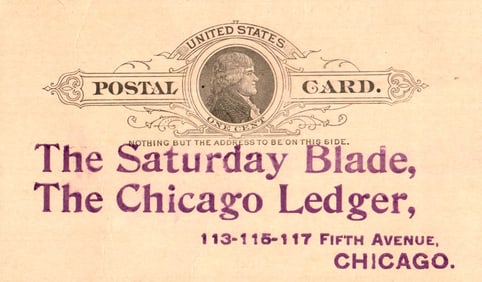 UNITED STATES
POSTAL CARD.
ONE CENT
NOTHING BUT THE ADDRESS TO BE ON THIS SIDE.
The Saturday Blade,
The Chicago Ledger,
113-115-117 FIFTH AVENUE,
CHICAGO.